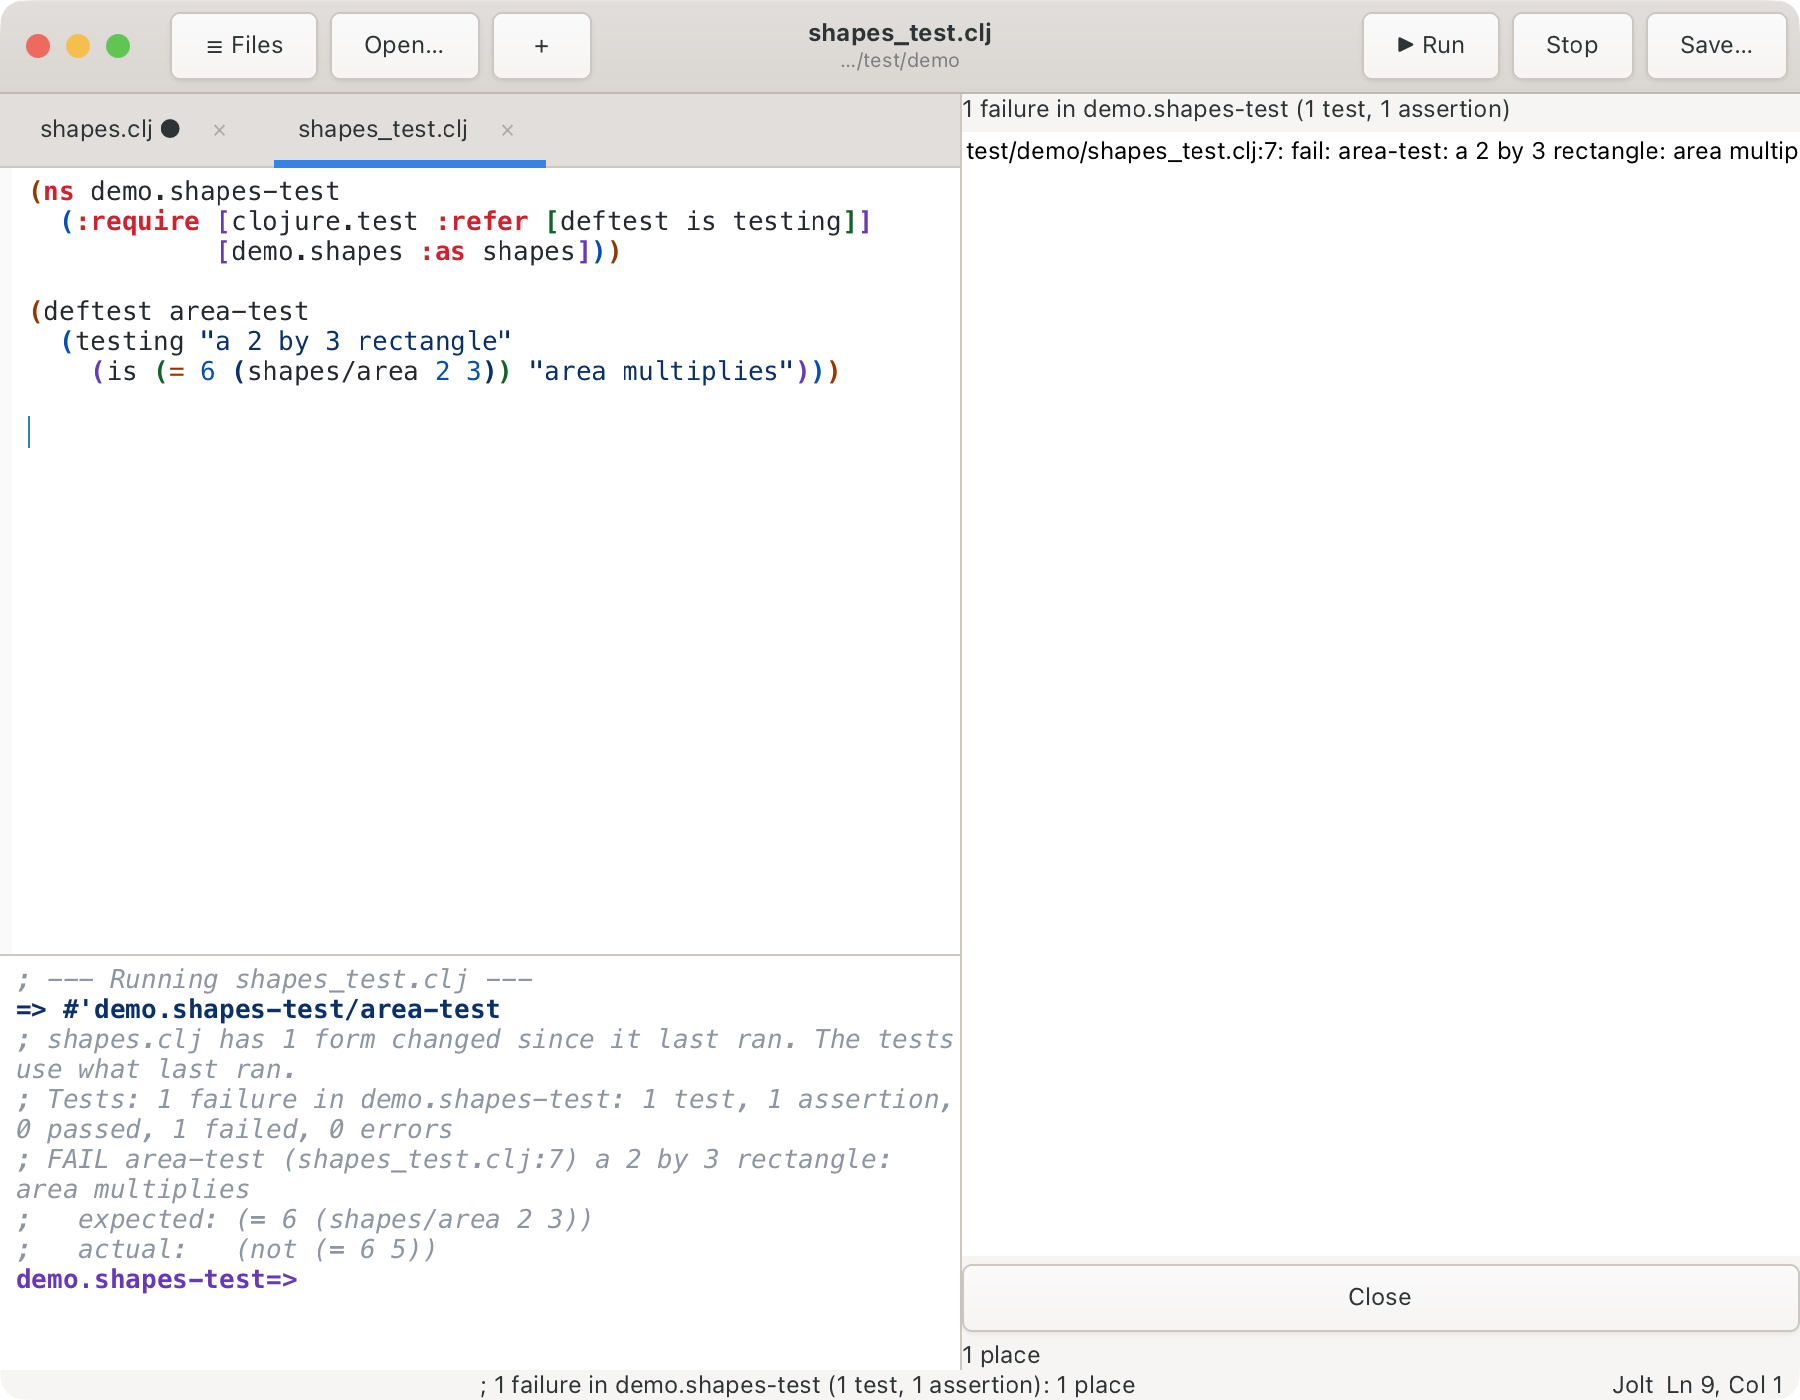 ≡ Files
Open...
+
shapes_test.clj
.../test/demo
▶ Run
Stop
Save...
shapes.clj ● ×
shapes_test.clj ×
(ns demo.shapes-test
  (:require [clojure.test :refer [deftest is testing]]
            [demo.shapes :as shapes]))
(deftest area-test
  (testing "a 2 by 3 rectangle"
    (is (= 6 (shapes/area 2 3)) "area multiplies")))
; --- Running shapes_test.clj ---
=> #'demo.shapes-test/area-test
; shapes.clj has 1 form changed since it last ran. The tests
use what last ran.
; Tests: 1 failure in demo.shapes-test: 1 test, 1 assertion,
0 passed, 1 failed, 0 errors
; FAIL area-test (shapes_test.clj:7) a 2 by 3 rectangle:
area multiplies
;   expected: (= 6 (shapes/area 2 3))
;   actual:   (not (= 6 5))
demo.shapes-test=>
1 failure in demo.shapes-test (1 test, 1 assertion)
test/demo/shapes_test.clj:7: fail: area-test: a 2 by 3 rectangle: area multip
Close
1 place
; 1 failure in demo.shapes-test (1 test, 1 assertion): 1 place
Jolt Ln 9, Col 1